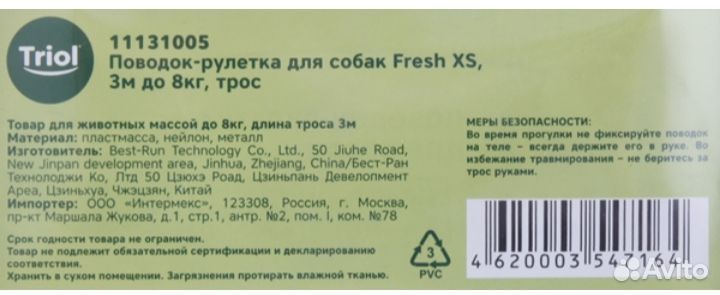 Triol
11131005
Поводок-рулетка для собак Fresh XS,
3м до 8кг, трос
Товар для животных массой до 8кг, длина троса 3м
Материал: пластмасса, нейлон, металл
Изготовитель: Best-Run Technology Co., Ltd., 50 Jiuhe Road,
New Jinpan development area, Jinhua, Zhejiang, China/Бест-Ран
Технолоджи Ко, Лтд 50 Цзюхэ Роад, Цзиньпань Девелопмент
Ареа, Цзиньхуа, Чжэцзян, Китай
Импортер: ООО «Интермекс», 123308, Россия, г. Москва,
пр-кт Маршала Жукова, д.1, стр.1, антр. №2, пом. I, ком. №78
Срок годности товара не ограничен.
Товар не подлежит обязательной сертификации и декларированию
соответствия.
Хранить в сухом помещении. Загрязнения протирать влажной тканью.
3
PVC
МЕРЫ БЕЗОПАСНОСТИ:
Во время прогулки не фиксируйте поводок
на теле – всегда держите его в руке. Во
избежание травмирования - не беритесь за
трос руками.
4 620003 547164
Avito